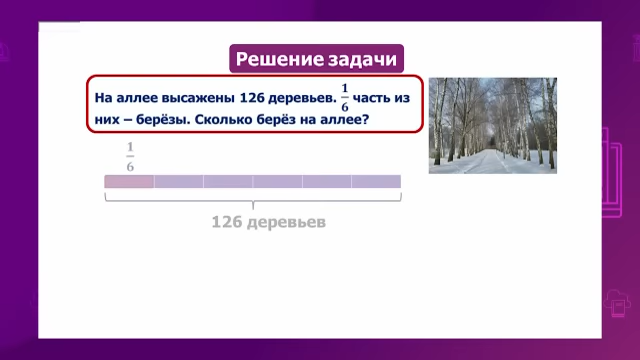 Решение задачи
На аллее высажены 126 деревьев. 1/6 часть из
них – берёзы. Сколько берёз на аллее?
1/6
126 деревьев